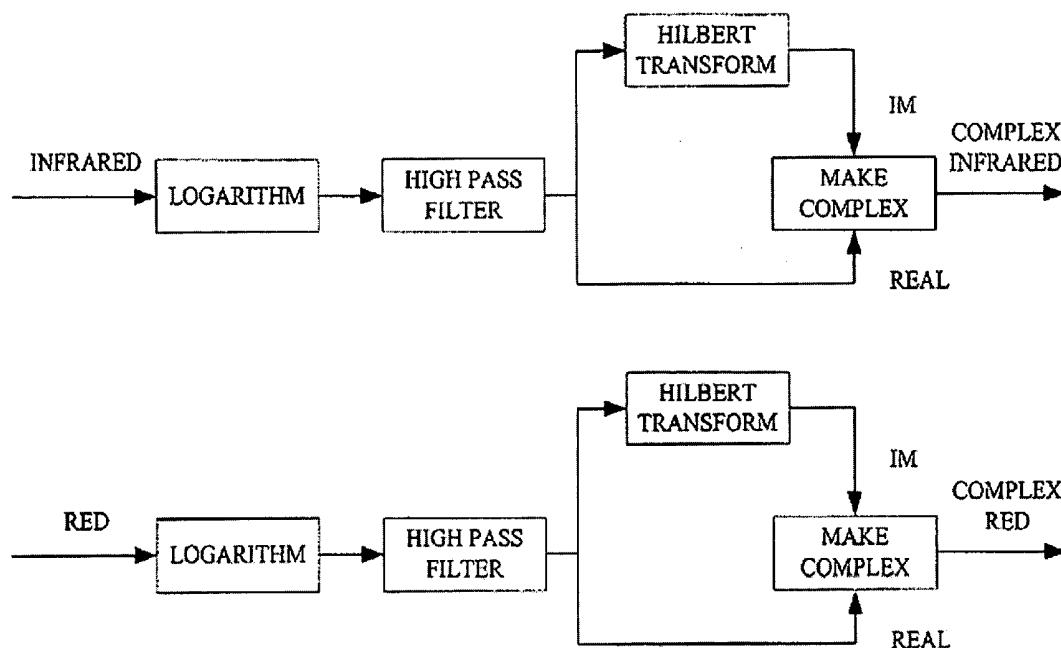 HILBERT
TRANSFORM
IM
COMPLEX
INFRARED
INFRARED
LOGARITHM
HIGH PASS
FILTER
MAKE
COMPLEX
REAL
HILBERT
TRANSFORM
IM
COMPLEX
RED
RED
LOGARITHM
HIGH PASS
FILTER
MAKE
COMPLEX
REAL